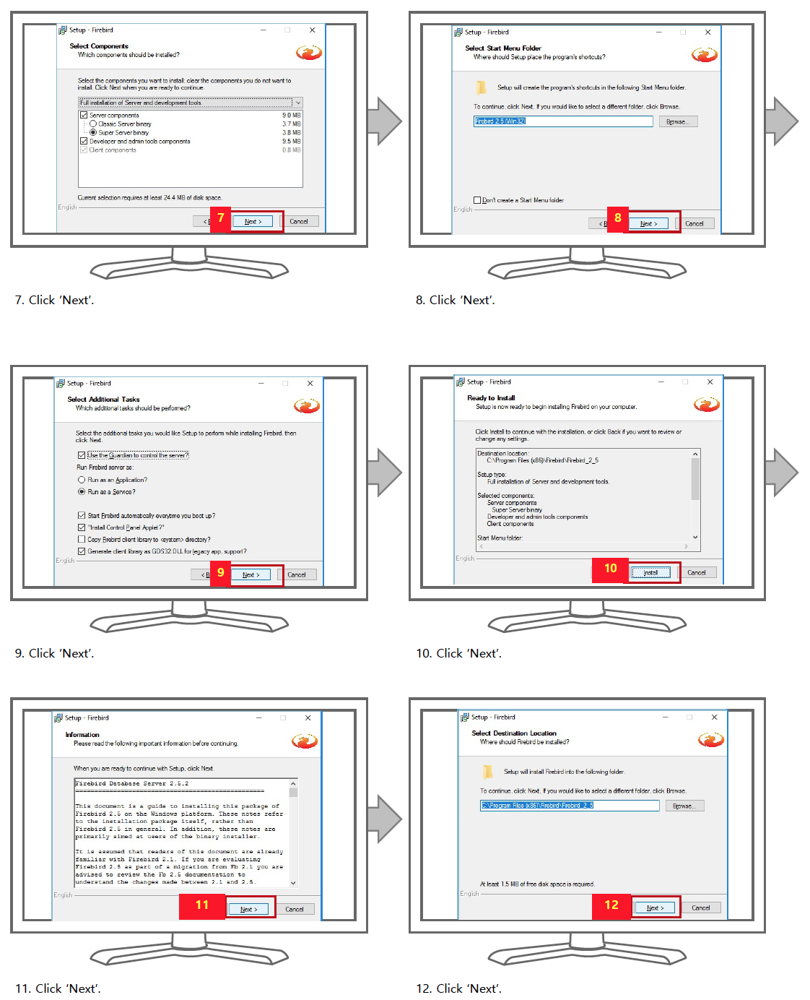 Setup - Firebird
Select Components
Which components should be installed?
Select the components you want to install; clear the components you do not want to
install. Click Next when you are ready to continue.
Full installation of Server and development tools.
Server components 9.0 MB
Classic Server binary 3.7 MB
Super Server binary 3.8 MB
Developer and admin tools components 9.5 MB
Client components 0.8 MB
Current selection requires at least 24.4 MB of disk space.
English
< B
7
Next >
Cancel
7. Click ‘Next’.
Setup - Firebird
Select Start Menu Folder
Where should Setup place the program's shortcuts?
Setup will create the program's shortcuts in the following Start Menu folder.
To continue, click Next. If you would like to select a different folder, click Browse.
Firebird 2.5 (Win32)
Browse...
Don't create a Start Menu folder
English
< B
8
Next >
Cancel
8. Click ‘Next’.
Setup - Firebird
Select Additional Tasks
Which additional tasks should be performed?
Select the additional tasks you would like Setup to perform while installing Firebird, then
click Next.
Use the Guardian to control the server?
Run Firebird server as:
Run as an Application?
Run as a Service?
Start Firebird automatically everytime you boot up?
"Install Control Panel Applet?"
Copy Firebird client library to <system> directory?
Generate client library as GDS32.DLL for legacy app. support?
English
< B
9
Next >
Cancel
9. Click ‘Next’.
Setup - Firebird
Ready to Install
Setup is now ready to begin installing Firebird on your computer.
Click Install to continue with the installation, or click Back if you want to review or
change any settings.
Destination location:
C:\Program Files (x86)\Firebird\Firebird_2_5
Setup type:
Full installation of Server and development tools.
Selected components:
Server components
Super Server binary
Developer and admin tools components
Client components
Start Menu folder:
English
10
Install
Cancel
10. Click ‘Next’.
Setup - Firebird
Information
Please read the following important information before continuing.
When you are ready to continue with Setup, click Next.
Firebird Database Server 2.5.2
==================================================
This document is a guide to installing this package of
Firebird 2.5 on the Windows platform. These notes refer
to the installation package itself, rather than
Firebird 2.5 in general. In addition, these notes are
primarily aimed at users of the binary installer.
It is assumed that readers of this document are already
familiar with Firebird 2.1. If you are evaluating
Firebird 2.5 as part of a migration from Fb 2.1 you are
advised to review the Fb 2.5 documentation to
understand the changes made between 2.1 and 2.5.
English
11
Next >
Cancel
11. Click ‘Next’.
Setup - Firebird
Select Destination Location
Where should Firebird be installed?
Setup will install Firebird into the following folder.
To continue, click Next. If you would like to select a different folder, click Browse.
C:\Program Files (x86)\Firebird\Firebird_2_5
Browse...
At least 1.5 MB of free disk space is required.
English
12
Next >
Cancel
12. Click ‘Next’.